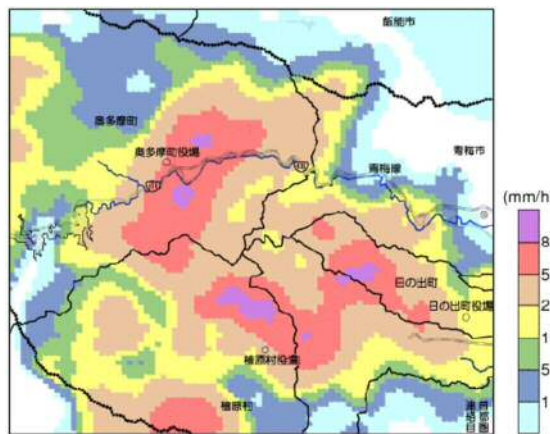 飯能市
奥多摩町
奥多摩町役場
青梅線
青梅市
(mm/h
8
5
2
1
5
1
日の出町
日の出町役場
檜原村役場
檜原村